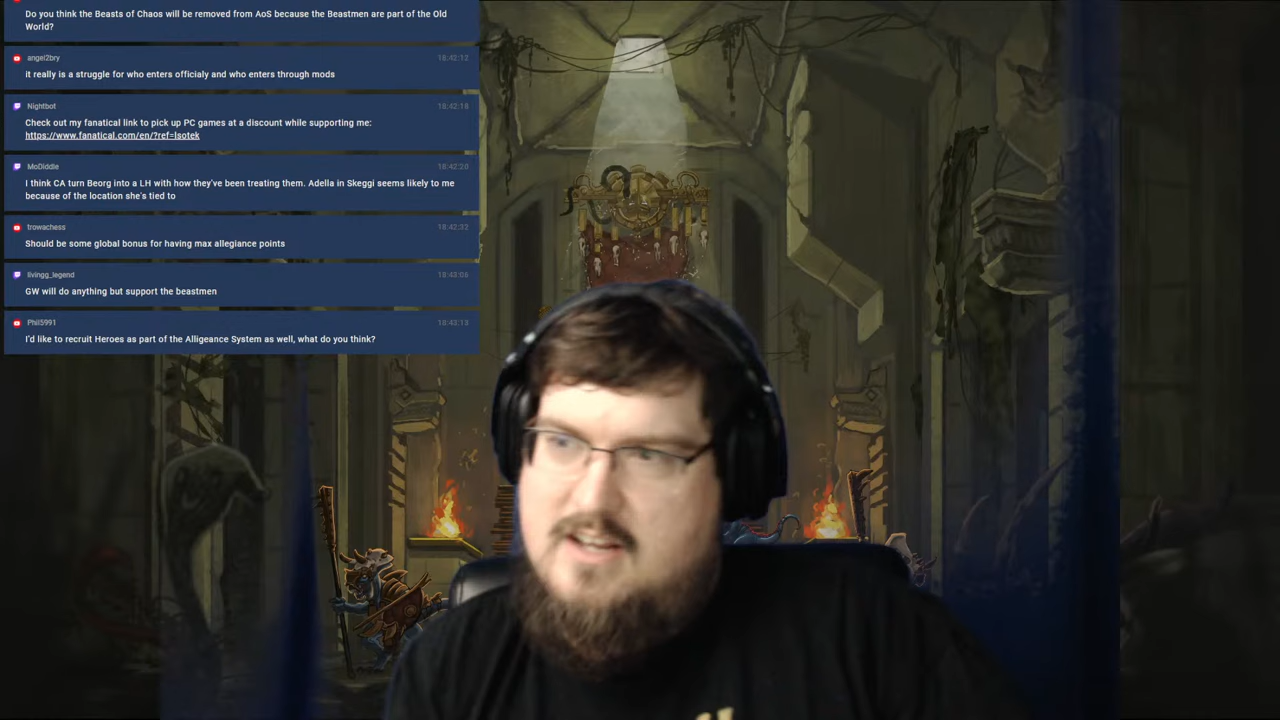 Do you think the Beasts of Chaos will be removed from AoS because the Beastmen are part of the Old
World?
angel2bry 18:42:12
it really is a struggle for who enters officialy and who enters through mods
Nightbot 18:42:18
Check out my fanatical link to pick up PC games at a discount while supporting me:
https://www.fanatical.com/en/?ref=lsotek
MoDiddle 18:42:20
I think CA turn Beorg into a LH with how they've been treating them. Adella in Skeggi seems likely to me
because of the location she's tied to
trowachess 18:42:32
Should be some global bonus for having max allegiance points
livingg_legend 18:43:06
GW will do anything but support the beastmen
Phil5991 18:43:13
I'd like to recruit Heroes as part of the Alligeance System as well, what do you think?